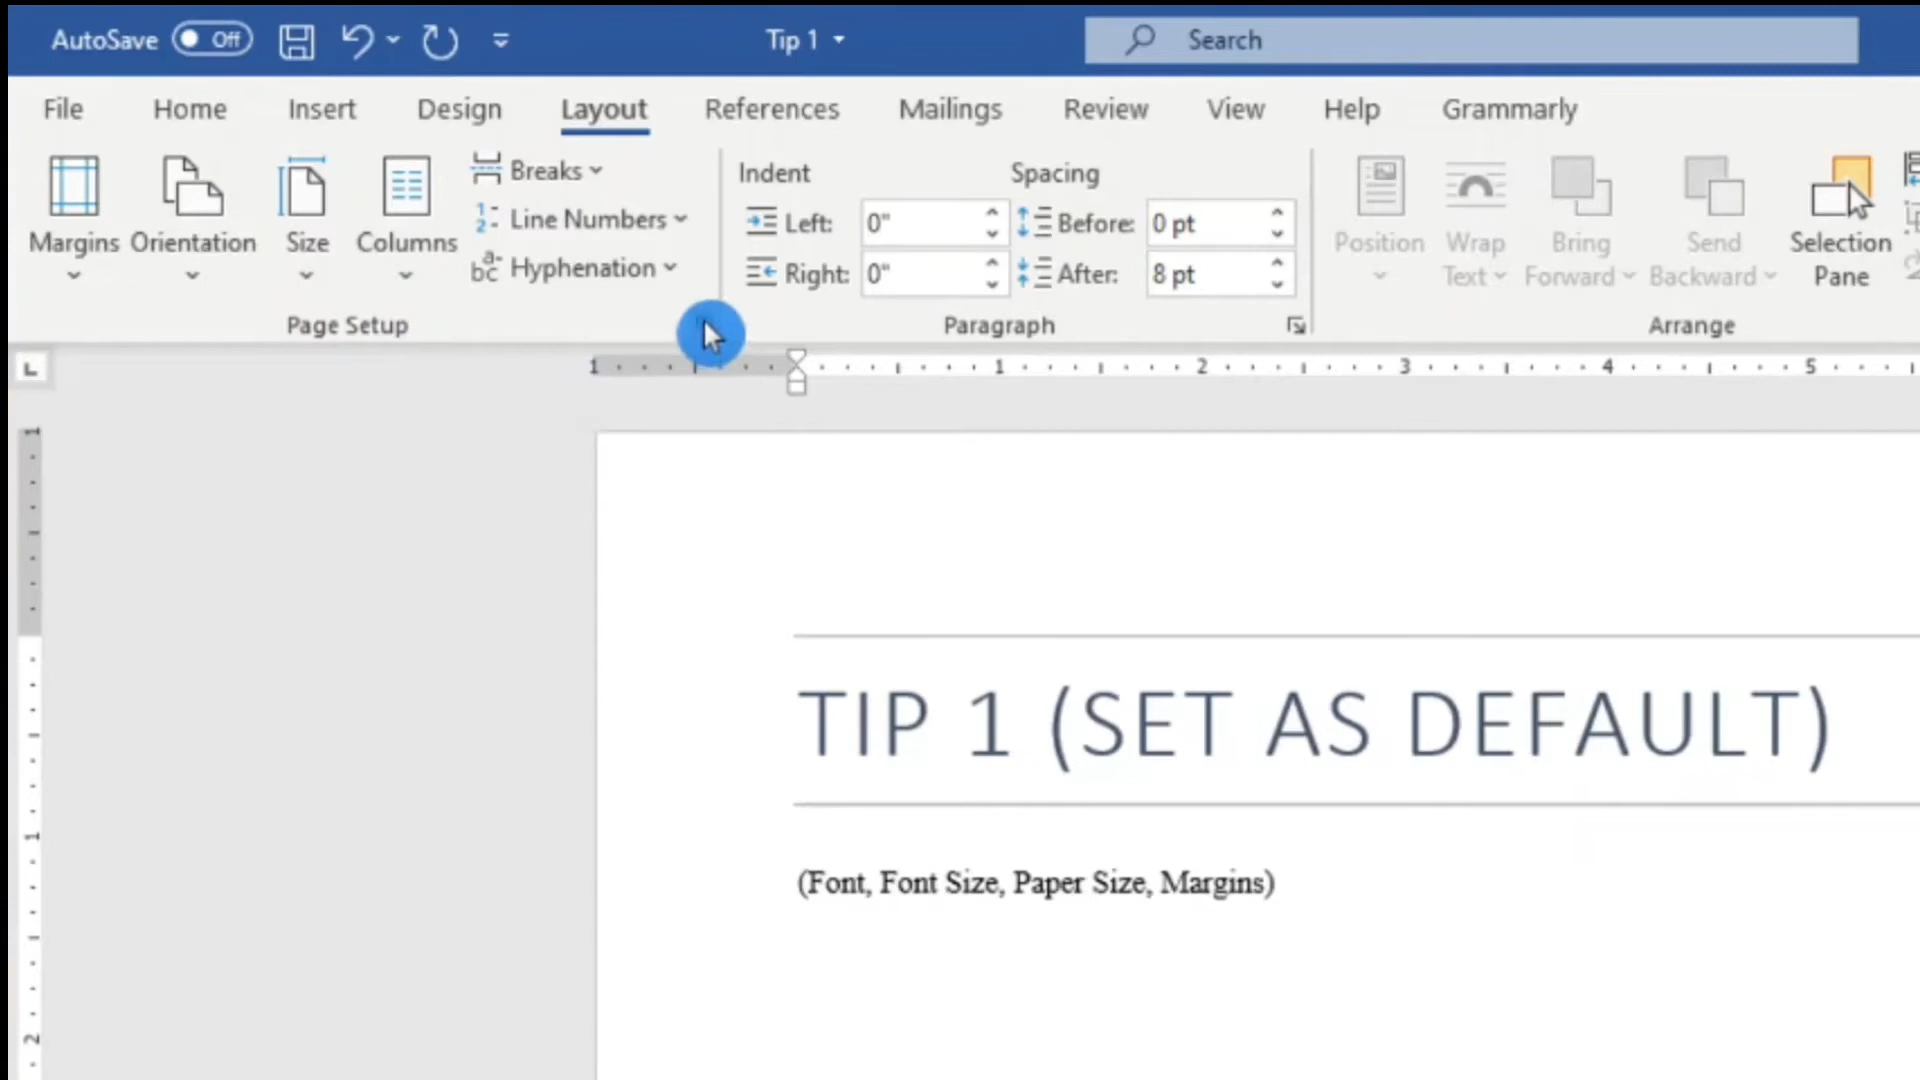 AutoSave Off Tip 1 Search
File Home Insert Design Layout References Mailings Review View Help Grammarly
Margins Orientation Size Columns
Breaks
Line Numbers
Hyphenation
Page Setup
Indent Spacing
Left: 0" Before: 0 pt
Right: 0" After: 8 pt
Paragraph
Position Wrap Text Bring Forward Send Backward Selection Pane
Arrange
1 1 2 3 4 5
1
1
2
TIP 1 (SET AS DEFAULT)
(Font, Font Size, Paper Size, Margins)